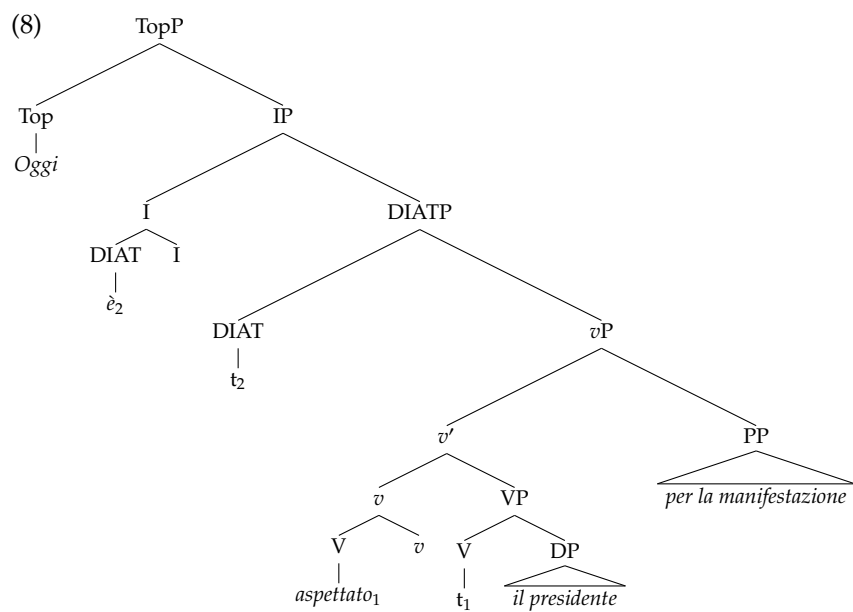 (8) TopP
Top IP
Oggi
I DIATP
DIAT I
è₂
DIAT vP
t₂
v′ PP
per la manifestazione
v VP
V v V DP
aspettato₁ t₁ il presidente